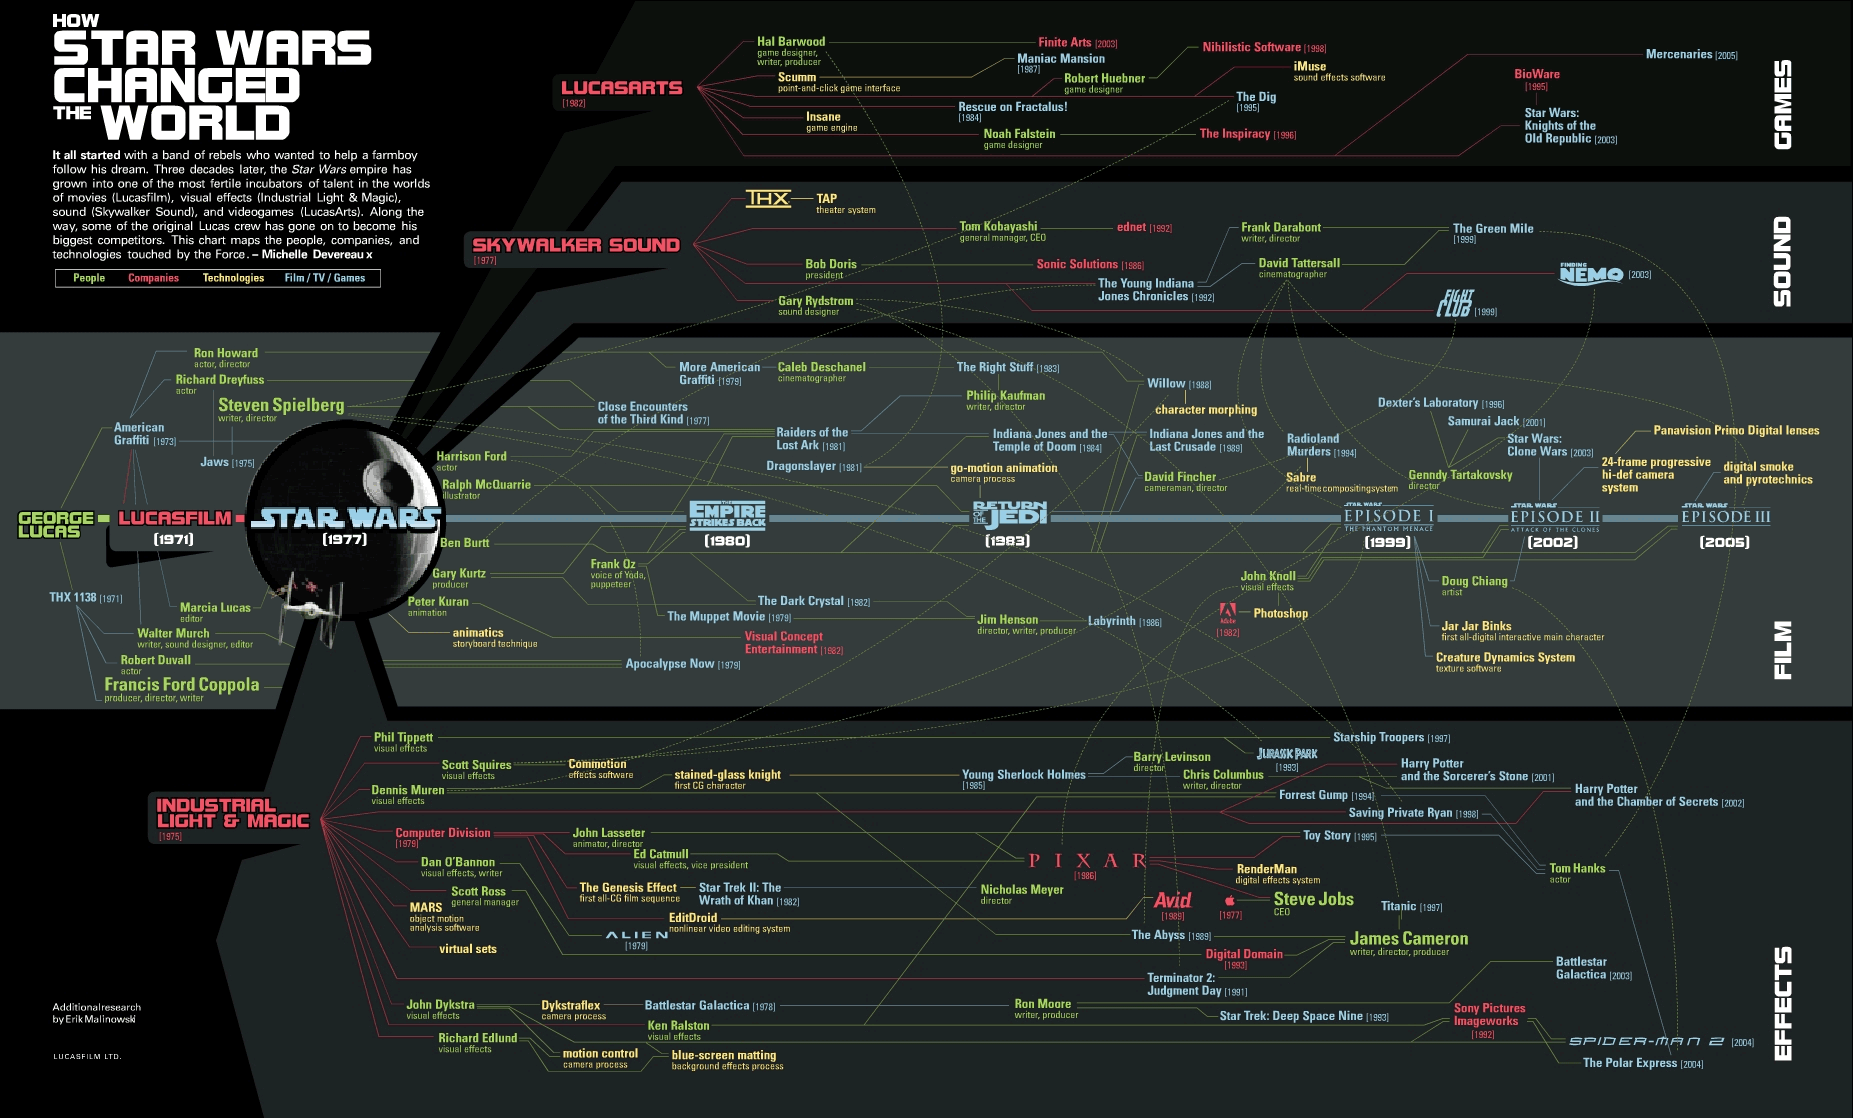 HOW
STAR WARS
CHANGED
THE WORLD
It all started with a band of rebels who wanted to help a farmboy
follow his dream. Three decades later, the Star Wars empire has
grown into one of the most fertile incubators of talent in the worlds
of movies (Lucasfilm), visual effects (Industrial Light & Magic),
sound (Skywalker Sound), and videogames (LucasArts). Along the
way, some of the original Lucas crew has gone on to become his
biggest competitors. This chart maps the people, companies, and
technologies touched by the Force. – Michelle Devereaux
People Companies Technologies Film / TV / Games
GAMES
LUCASARTS
[1982]
Hal Barwood
game designer,
writer, producer
Finite Arts [2003]
Scumm
point-and-click game interface
Maniac Mansion
[1987]
Robert Huebner
game designer
Nihilistic Software [1998]
iMuse
sound effects software
Insane
game engine
Rescue on Fractalus!
[1984]
The Dig
[1995]
Noah Falstein
game designer
The Inspiracy [1996]
Mercenaries [2005]
BioWare
[1995]
Star Wars:
Knights of the
Old Republic [2003]
SOUND
SKYWALKER SOUND
[1977]
THX
TAP
theater system
Tom Kobayashi
general manager, CEO
ednet [1992]
Bob Doris
president
Sonic Solutions [1986]
Gary Rydstrom
sound designer
The Young Indiana
Jones Chronicles [1992]
Frank Darabont
writer, director
David Tattersall
cinematographer
The Green Mile
[1999]
FINDING
NEMO [2003]
FIGHT
CLUB [1999]
FILM
Ron Howard
actor, director
Richard Dreyfuss
actor
Steven Spielberg
writer, director
American
Graffiti [1973]
Jaws [1975]
GEORGE
LUCAS
LUCASFILM
[1971]
STAR WARS
[1977]
THX 1138 [1971]
Marcia Lucas
editor
Walter Murch
writer, sound designer, editor
Robert Duvall
actor
Francis Ford Coppola
producer, director, writer
Harrison Ford
actor
Ralph McQuarrie
illustrator
Ben Burtt
Gary Kurtz
producer
Peter Kuran
animation
animatics
storyboard technique
More American
Graffiti [1979]
Caleb Deschanel
cinematographer
The Right Stuff [1983]
Philip Kaufman
writer, director
Willow [1988]
character morphing
Close Encounters
of the Third Kind [1977]
Raiders of the
Lost Ark [1981]
Indiana Jones and the
Temple of Doom [1984]
Indiana Jones and the
Last Crusade [1989]
Dragonslayer [1981]
go-motion animation
camera process
David Fincher
cameraman, director
Radioland
Murders [1994]
Sabre
real-time compositing system
Dexter's Laboratory [1996]
Samurai Jack [2001]
Star Wars:
Clone Wars [2003]
Genndy Tartakovsky
director
Panavision Primo Digital lenses
24-frame progressive
hi-def camera
system
digital smoke
and pyrotechnics
THE
EMPIRE
STRIKES BACK
[1980]
RETURN
OF THE
JEDI
[1983]
STAR WARS
EPISODE I
THE PHANTOM MENACE
[1999]
STAR WARS
EPISODE II
ATTACK OF THE CLONES
[2002]
STAR WARS
EPISODE III
[2005]
Frank Oz
voice of Yoda,
puppeteer
The Dark Crystal [1982]
The Muppet Movie [1979]
Jim Henson
director, writer, producer
Labyrinth [1986]
Visual Concept
Entertainment [1982]
Apocalypse Now [1979]
John Knoll
visual effects
Adobe
[1982]
Photoshop
Doug Chiang
artist
Jar Jar Binks
first all-digital interactive main character
Creature Dynamics System
texture software
EFFECTS
INDUSTRIAL
LIGHT & MAGIC
[1975]
Phil Tippett
visual effects
Scott Squires
visual effects
Commotion
effects software
Dennis Muren
visual effects
stained-glass knight
first CG character
Young Sherlock Holmes
[1985]
Barry Levinson
director
Chris Columbus
writer, director
JURASSIC PARK
[1993]
Starship Troopers [1997]
Harry Potter
and the Sorcerer's Stone [2001]
Harry Potter
and the Chamber of Secrets [2002]
Forrest Gump [1994]
Saving Private Ryan [1998]
Toy Story [1995]
Computer Division
[1979]
John Lasseter
animator, director
Ed Catmull
visual effects, vice president
PIXAR
[1986]
RenderMan
digital effects system
Tom Hanks
actor
Dan O'Bannon
visual effects, writer
Scott Ross
general manager
MARS
object motion
analysis software
virtual sets
The Genesis Effect
first all-CG film sequence
Star Trek II: The
Wrath of Khan [1982]
Nicholas Meyer
director
EditDroid
nonlinear video editing system
Avid
[1989]
[1977]
Steve Jobs
CEO
ALIEN
[1979]
The Abyss [1989]
Titanic [1997]
James Cameron
writer, director, producer
Digital Domain
[1993]
Terminator 2:
Judgment Day [1991]
Battlestar
Galactica [2003]
John Dykstra
visual effects
Dykstraflex
camera process
Battlestar Galactica [1978]
Ron Moore
writer, producer
Star Trek: Deep Space Nine [1993]
Ken Ralston
visual effects
Sony Pictures
Imageworks
[1992]
Richard Edlund
visual effects
motion control
camera process
blue-screen matting
background effects process
SPIDER-MAN 2 [2004]
The Polar Express [2004]
Additional research
by Erik Malinowski
LUCASFILM LTD.